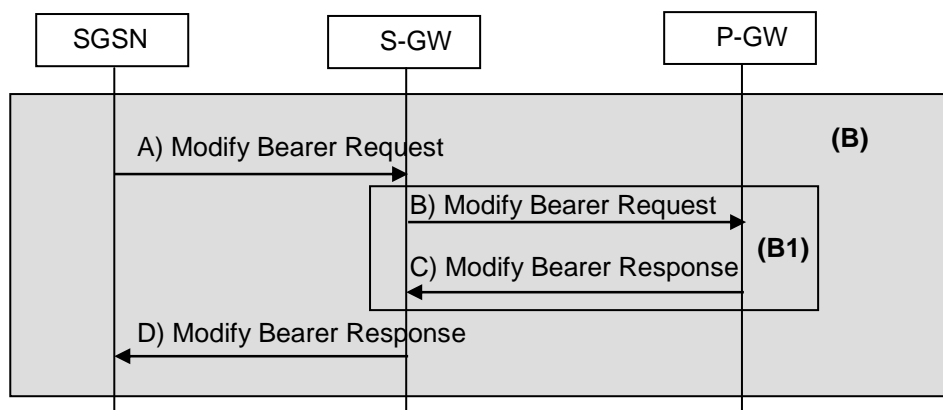 SGSN
S-GW
P-GW
(B)
A) Modify Bearer Request
B) Modify Bearer Request
(B1)
C) Modify Bearer Response
D) Modify Bearer Response